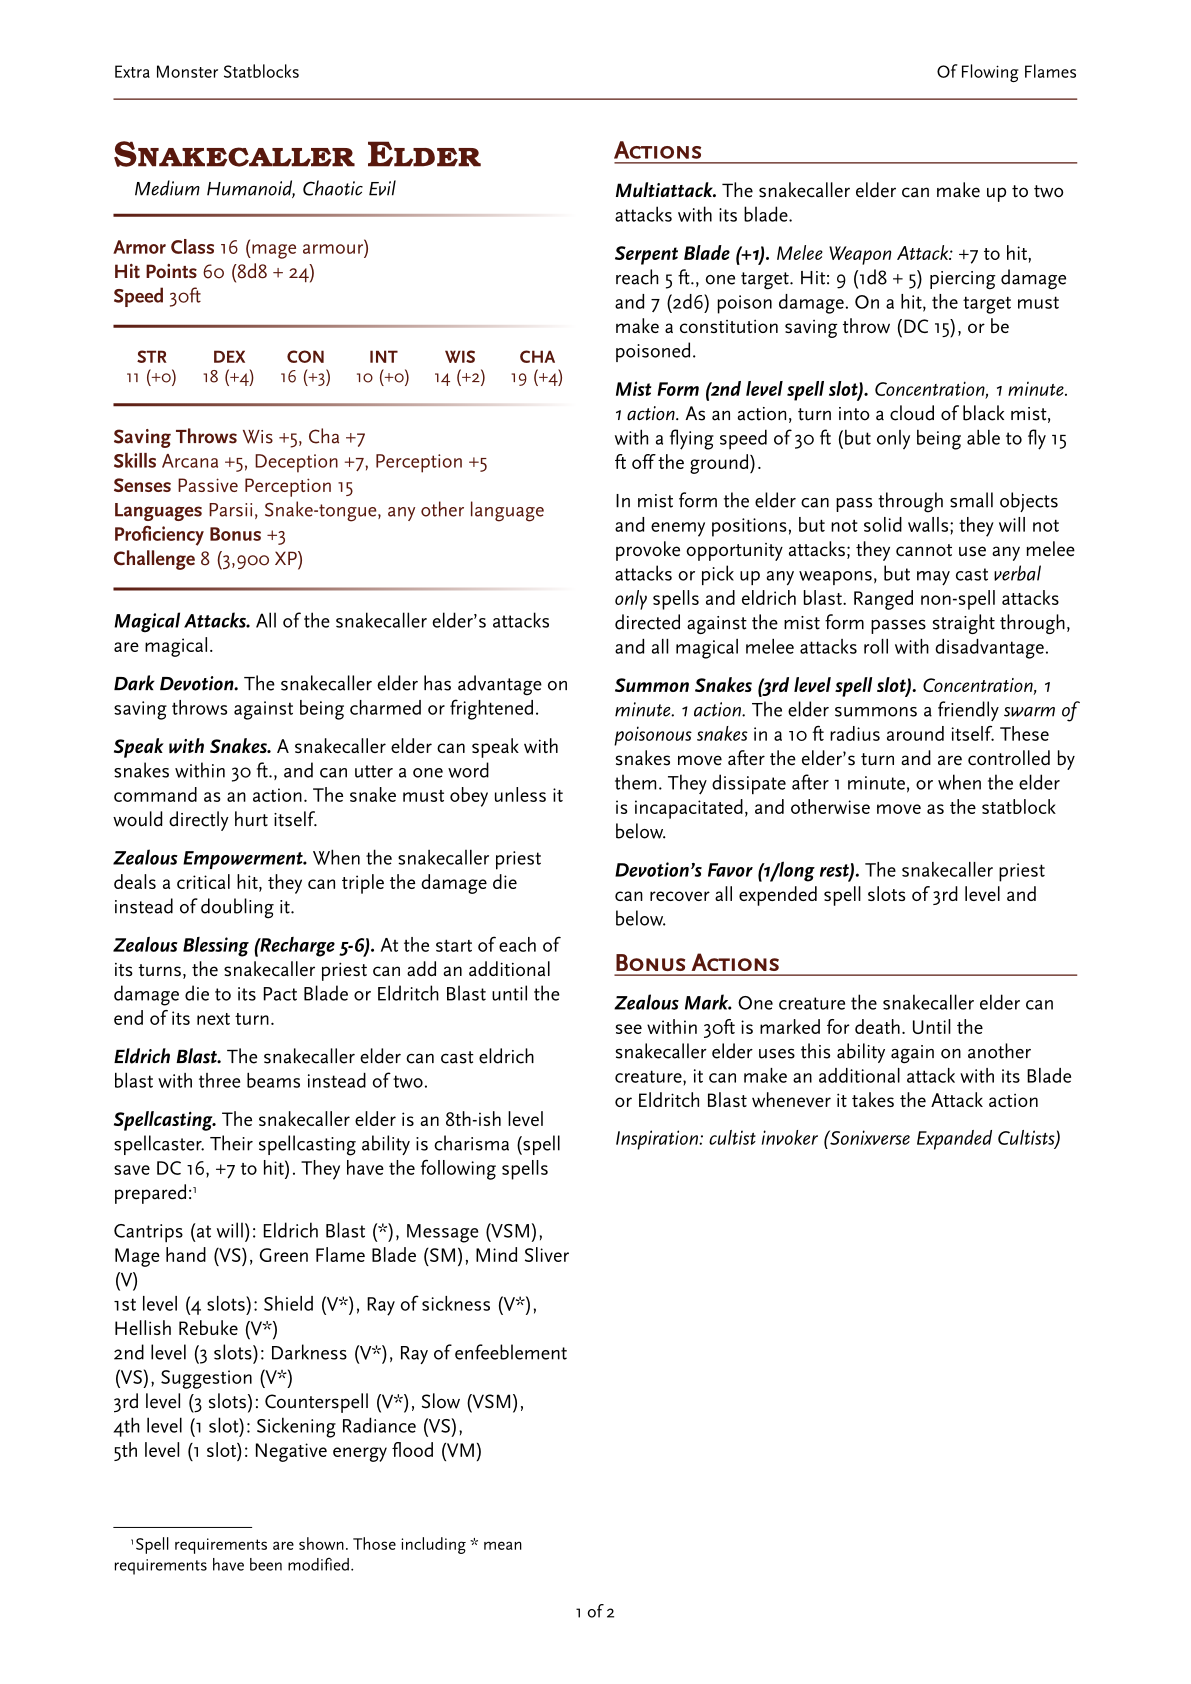 Extra Monster Statblocks
Of Flowing Flames
Snakecaller Elder
Medium Humanoid, Chaotic Evil
Armor Class 16 (mage armour)
Hit Points 60 (8d8 + 24)
Speed 30ft
STR DEX CON INT WIS CHA
11 (+0) 18 (+4) 16 (+3) 10 (+0) 14 (+2) 19 (+4)
Saving Throws Wis +5, Cha +7
Skills Arcana +5, Deception +7, Perception +5
Senses Passive Perception 15
Languages Parsii, Snake-tongue, any other language
Proficiency Bonus +3
Challenge 8 (3,900 XP)
Magical Attacks. All of the snakecaller elder's attacks
are magical.
Dark Devotion. The snakecaller elder has advantage on
saving throws against being charmed or frightened.
Speak with Snakes. A snakecaller elder can speak with
snakes within 30 ft., and can utter a one word
command as an action. The snake must obey unless it
would directly hurt itself.
Zealous Empowerment. When the snakecaller priest
deals a critical hit, they can triple the damage die
instead of doubling it.
Zealous Blessing (Recharge 5-6). At the start of each of
its turns, the snakecaller priest can add an additional
damage die to its Pact Blade or Eldritch Blast until the
end of its next turn.
Eldrich Blast. The snakecaller elder can cast eldrich
blast with three beams instead of two.
Spellcasting. The snakecaller elder is an 8th-ish level
spellcaster. Their spellcasting ability is charisma (spell
save DC 16, +7 to hit). They have the following spells
prepared:¹
Cantrips (at will): Eldrich Blast (*), Message (VSM),
Mage hand (VS), Green Flame Blade (SM), Mind Sliver
(V)
1st level (4 slots): Shield (V*), Ray of sickness (V*),
Hellish Rebuke (V*)
2nd level (3 slots): Darkness (V*), Ray of enfeeblement
(VS), Suggestion (V*)
3rd level (3 slots): Counterspell (V*), Slow (VSM),
4th level (1 slot): Sickening Radiance (VS),
5th level (1 slot): Negative energy flood (VM)
¹Spell requirements are shown. Those including * mean
requirements have been modified.
Actions
Multiattack. The snakecaller elder can make up to two
attacks with its blade.
Serpent Blade (+1). Melee Weapon Attack: +7 to hit,
reach 5 ft., one target. Hit: 9 (1d8 + 5) piercing damage
and 7 (2d6) poison damage. On a hit, the target must
make a constitution saving throw (DC 15), or be
poisoned.
Mist Form (2nd level spell slot). Concentration, 1 minute.
1 action. As an action, turn into a cloud of black mist,
with a flying speed of 30 ft (but only being able to fly 15
ft off the ground).
In mist form the elder can pass through small objects
and enemy positions, but not solid walls; they will not
provoke opportunity attacks; they cannot use any melee
attacks or pick up any weapons, but may cast verbal
only spells and eldrich blast. Ranged non-spell attacks
directed against the mist form passes straight through,
and all magical melee attacks roll with disadvantage.
Summon Snakes (3rd level spell slot). Concentration, 1
minute. 1 action. The elder summons a friendly swarm of
poisonous snakes in a 10 ft radius around itself. These
snakes move after the elder's turn and are controlled by
them. They dissipate after 1 minute, or when the elder
is incapacitated, and otherwise move as the statblock
below.
Devotion's Favor (1/long rest). The snakecaller priest
can recover all expended spell slots of 3rd level and
below.
Bonus Actions
Zealous Mark. One creature the snakecaller elder can
see within 30ft is marked for death. Until the
snakecaller elder uses this ability again on another
creature, it can make an additional attack with its Blade
or Eldritch Blast whenever it takes the Attack action
Inspiration: cultist invoker (Sonixverse Expanded Cultists)
1 of 2